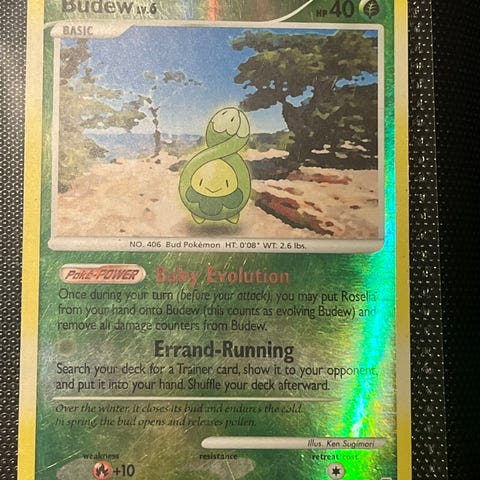 Budew LV.6 HP 40
BASIC
NO. 406 Bud Pokémon HT: 0'08" WT: 2.6 lbs.
Poké-POWER Baby Evolution
Once during your turn (before your attack), you may put Roselia
from your hand onto Budew (this counts as evolving Budew) and
remove all damage counters from Budew.
Errand-Running
Search your deck for a Trainer card, show it to your opponent,
and put it into your hand. Shuffle your deck afterward.
Over the winter, it closes its bud and endures the cold.
In spring, the bud opens and releases pollen.
Illus. Ken Sugimori
weakness resistance retreat cost
+10